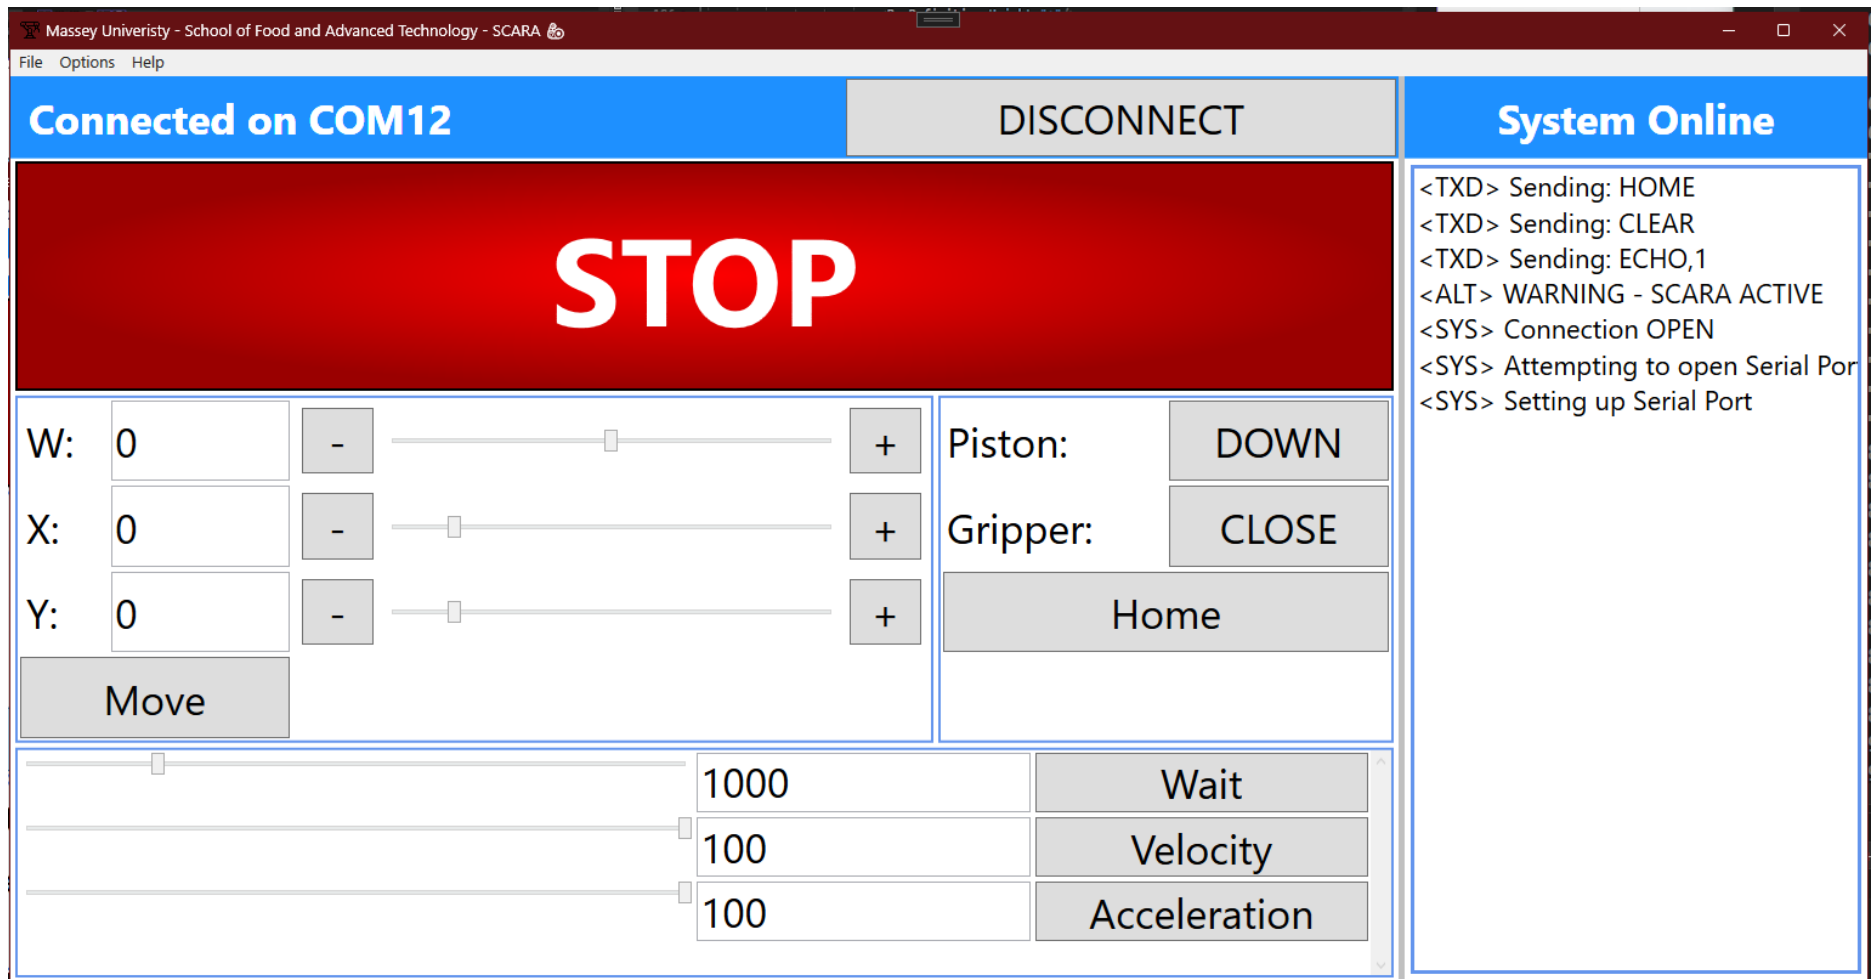 Massey Univeristy - School of Food and Advanced Technology - SCARA
File Options Help
Connected on COM12
DISCONNECT
System Online
STOP
<TXD> Sending: HOME
<TXD> Sending: CLEAR
<TXD> Sending: ECHO,1
<ALT> WARNING - SCARA ACTIVE
<SYS> Connection OPEN
<SYS> Attempting to open Serial Por
<SYS> Setting up Serial Port
W: 0 - +
X: 0 - +
Y: 0 - +
Move
Piston: DOWN
Gripper: CLOSE
Home
1000 Wait
100 Velocity
100 Acceleration